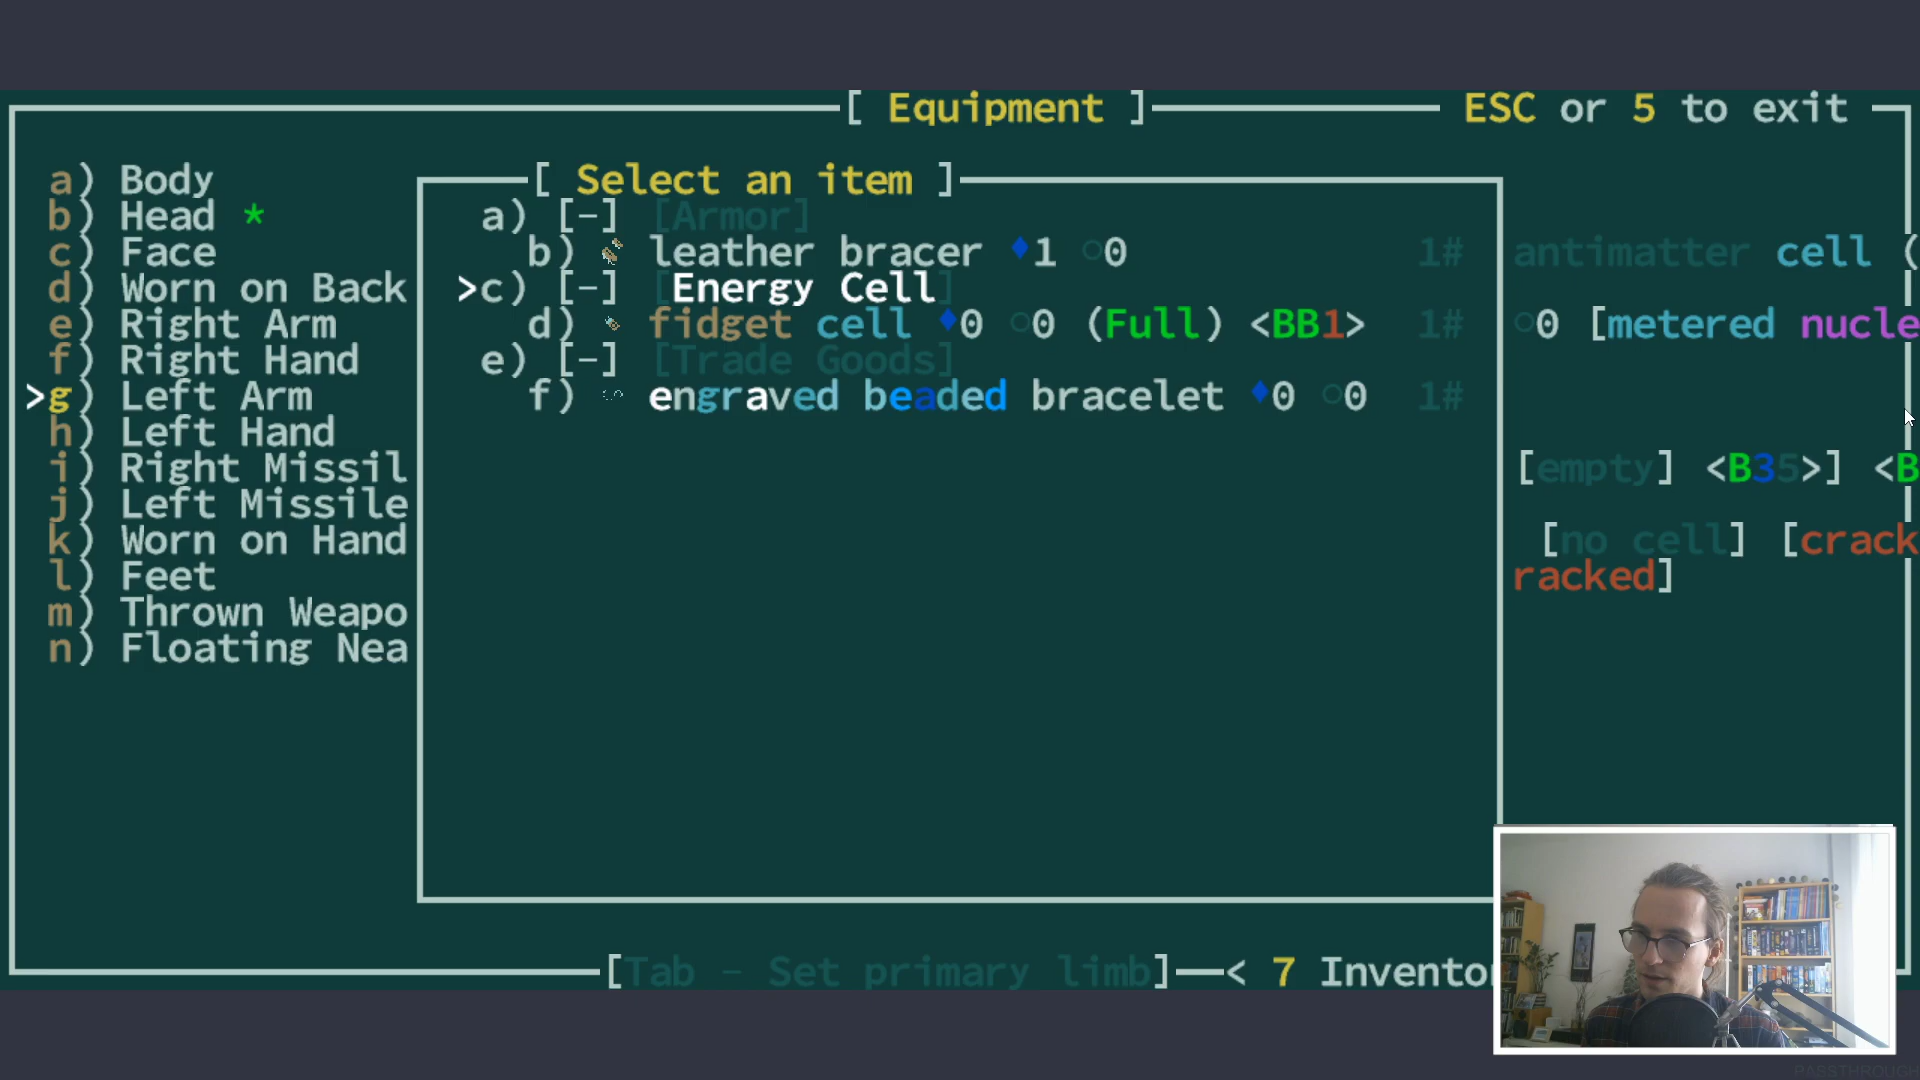 [ Equipment ] ESC or 5 to exit
a) Body
b) Head *
c) Face
d) Worn on Back
e) Right Arm
f) Right Hand
>g) Left Arm
h) Left Hand
i) Right Missil
j) Left Missile
k) Worn on Hand
l) Feet
m) Thrown Weapo
n) Floating Nea
[ Select an item ]
a) [-] [Armor]
b) leather bracer ♦1 ○0 1#
>c) [-] [Energy Cell]
d) fidget cell ♦0 ○0 (Full) <BB1> 1#
e) [-] [Trade Goods]
f) engraved beaded bracelet ♦0 ○0 1#
antimatter cell (
○0 [metered nucle
[empty] <B35>] <B
[no cell] [crack
racked]
[Tab - Set primary limb] < 7 Invento
PASSTHROUGH